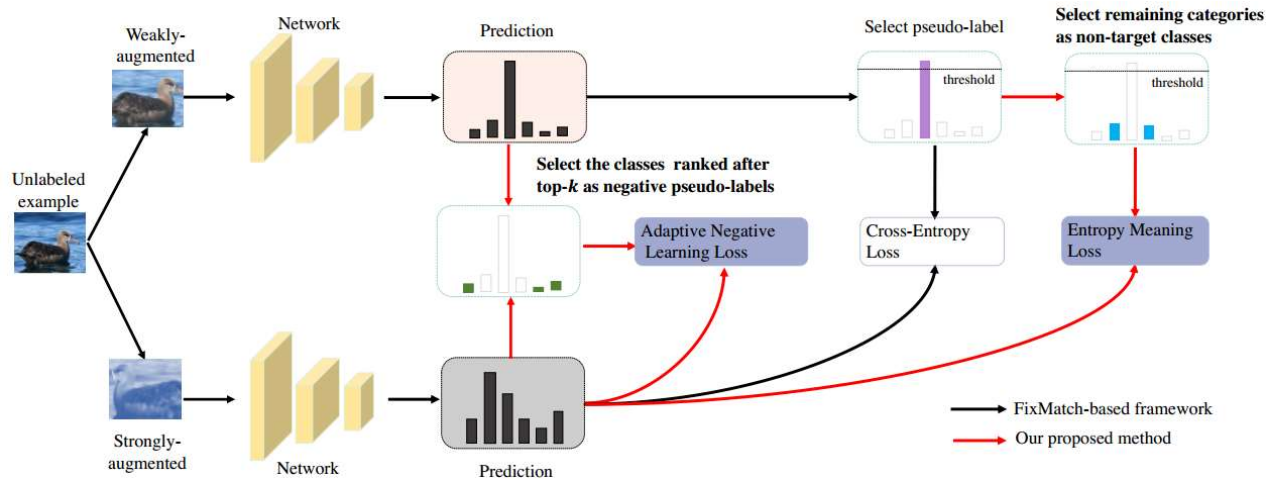 Weakly-
augmented
Network
Prediction
Select pseudo-label
Select remaining categories
as non-target classes
threshold
threshold
Unlabeled
example
Select the classes ranked after
top-k as negative pseudo-labels
Adaptive Negative
Learning Loss
Cross-Entropy
Loss
Entropy Meaning
Loss
Strongly-
augmented
Network
Prediction
FixMatch-based framework
Our proposed method